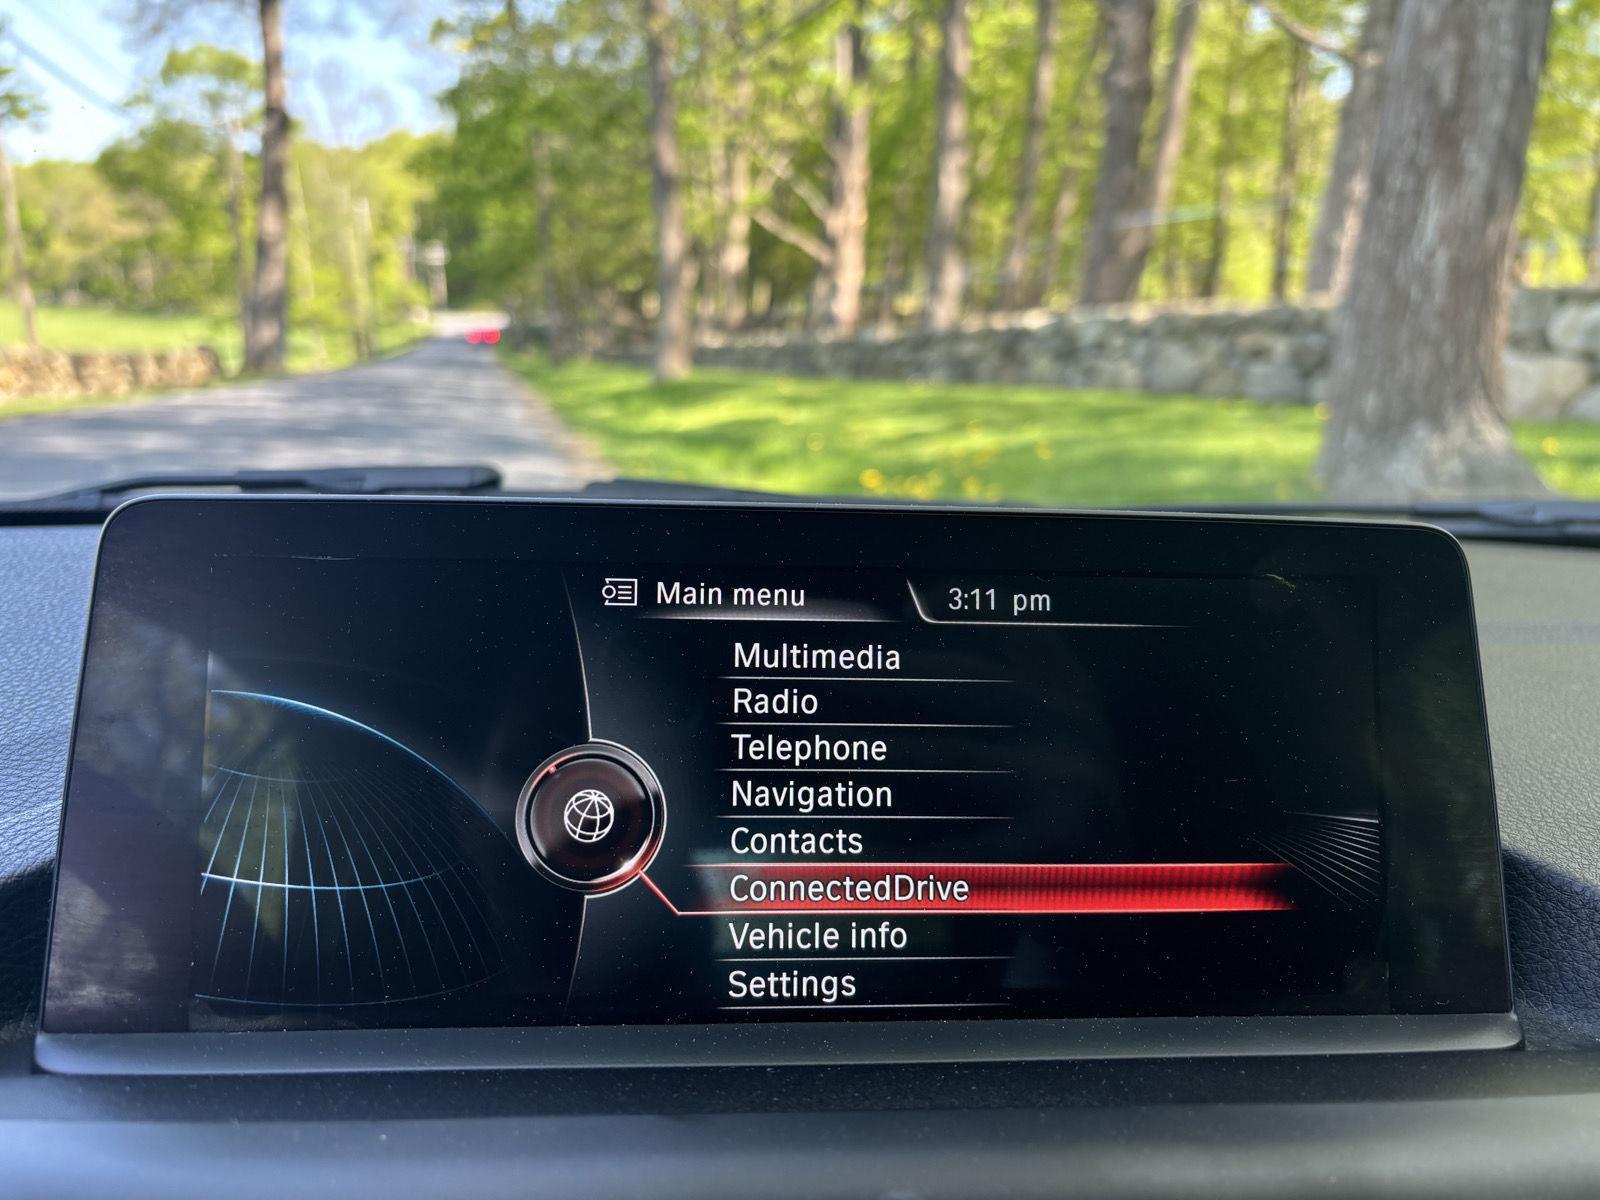 Main menu
3:11 pm
Multimedia
Radio
Telephone
Navigation
Contacts
ConnectedDrive
Vehicle info
Settings